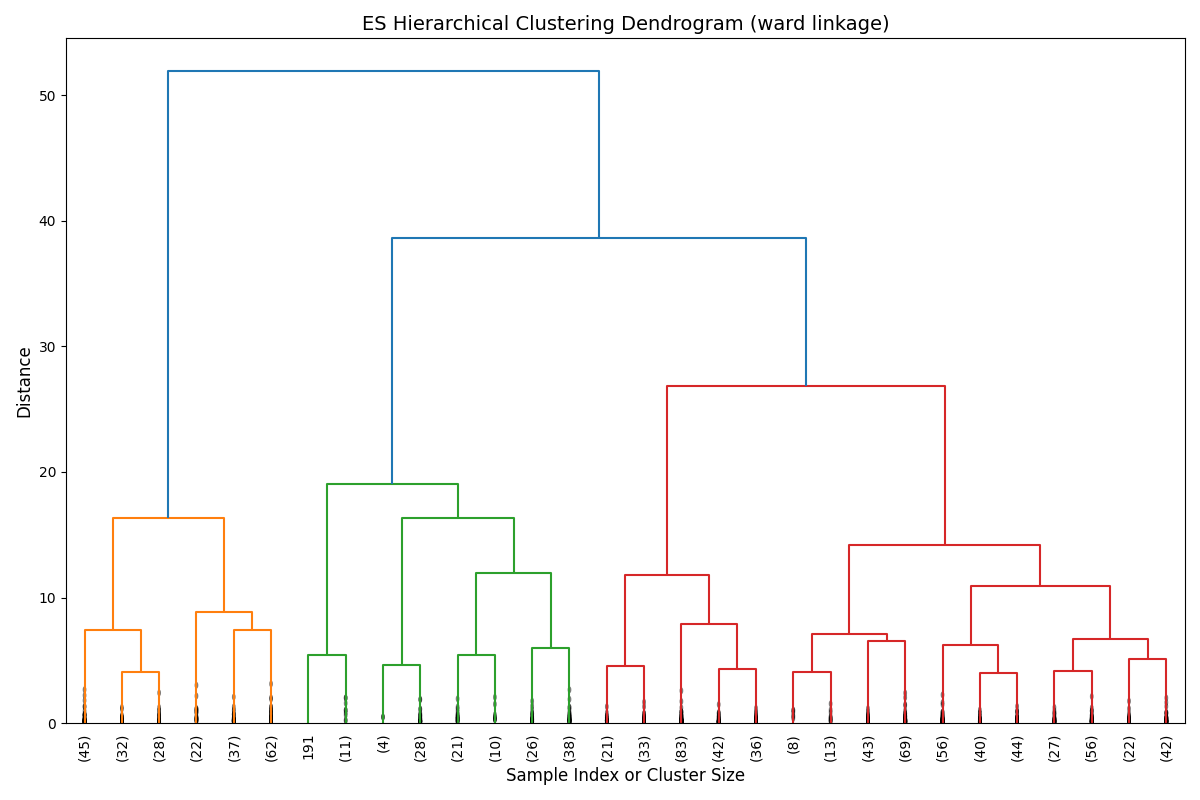 ES Hierarchical Clustering Dendrogram (ward linkage)
50
40
30
20
10
0
Distance
(45) (32) (28) (22) (37) (62) 191 (11) (4) (28) (21) (10) (26) (38) (21) (33) (83) (42) (36) (8) (13) (43) (69) (56) (40) (44) (27) (56) (22) (42)
Sample Index or Cluster Size